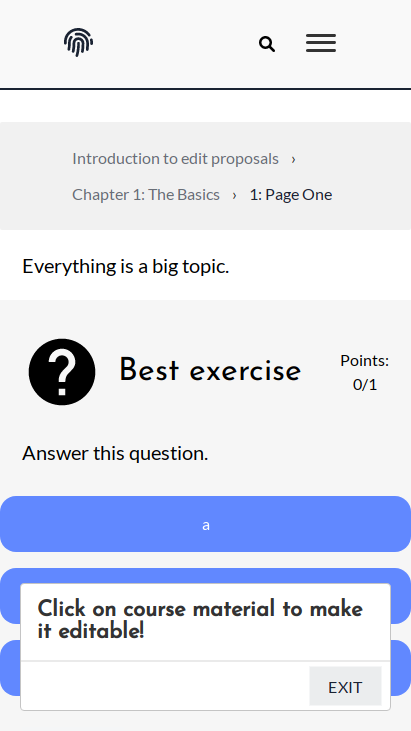 Introduction to edit proposals ›
Chapter 1: The Basics › 1: Page One
Everything is a big topic.
Best exercise
Points:
0/1
Answer this question.
a
Click on course material to make
it editable!
EXIT